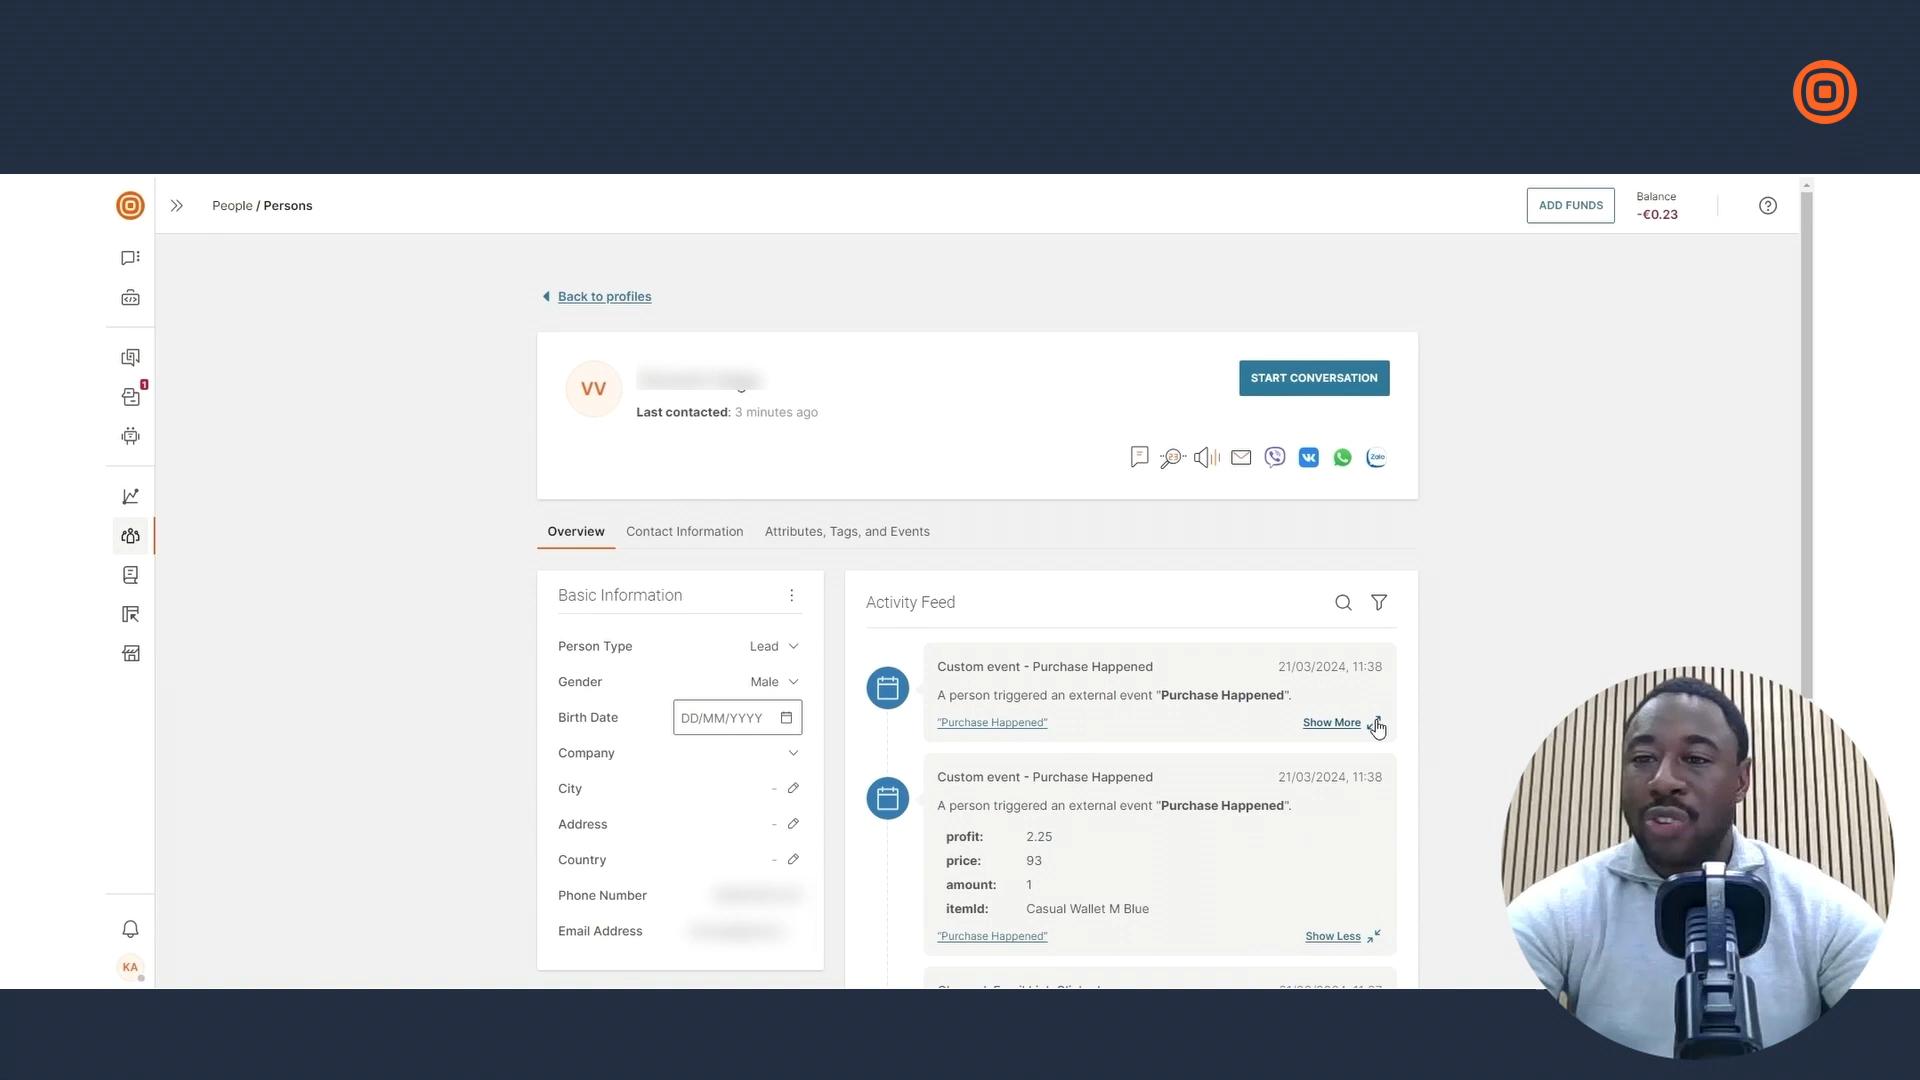 People / Persons
ADD FUNDS
Balance
-€0.23
Back to profiles
VV
Last contacted: 3 minutes ago
START CONVERSATION
23
Zalo
Overview
Contact Information
Attributes, Tags, and Events
Basic Information
Person Type
Lead
Gender
Male
Birth Date
DD/MM/YYYY
Company
City
-
Address
-
Country
-
Phone Number
Email Address
Activity Feed
Custom event - Purchase Happened
21/03/2024, 11:38
A person triggered an external event "Purchase Happened".
"Purchase Happened"
Show More
Custom event - Purchase Happened
21/03/2024, 11:38
A person triggered an external event "Purchase Happened".
profit: 2.25
price: 93
amount: 1
itemId: Casual Wallet M Blue
"Purchase Happened"
Show Less
1
KA